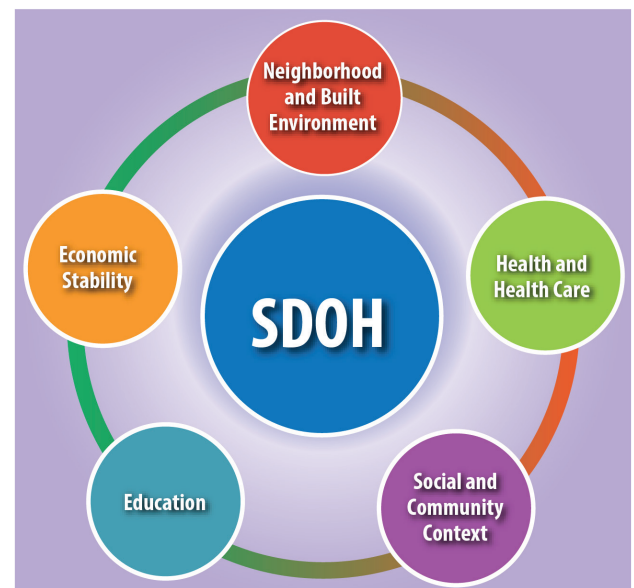 Neighborhood
and Built
Environment
Economic
Stability
Health and
Health Care
SDOH
Education
Social and
Community
Context